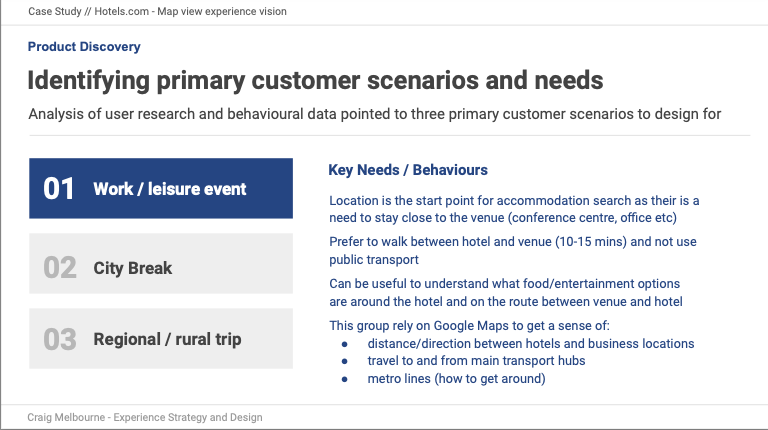 Case Study // Hotels.com - Map view experience vision
Product Discovery
Identifying primary customer scenarios and needs
Analysis of user research and behavioural data pointed to three primary customer scenarios to design for
01 Work / leisure event
02 City Break
03 Regional / rural trip
Key Needs / Behaviours
Location is the start point for accommodation search as their is a
need to stay close to the venue (conference centre, office etc)
Prefer to walk between hotel and venue (10-15 mins) and not use
public transport
Can be useful to understand what food/entertainment options
are around the hotel and on the route between venue and hotel
This group rely on Google Maps to get a sense of:
● distance/direction between hotels and business locations
● travel to and from main transport hubs
● metro lines (how to get around)
Craig Melbourne - Experience Strategy and Design